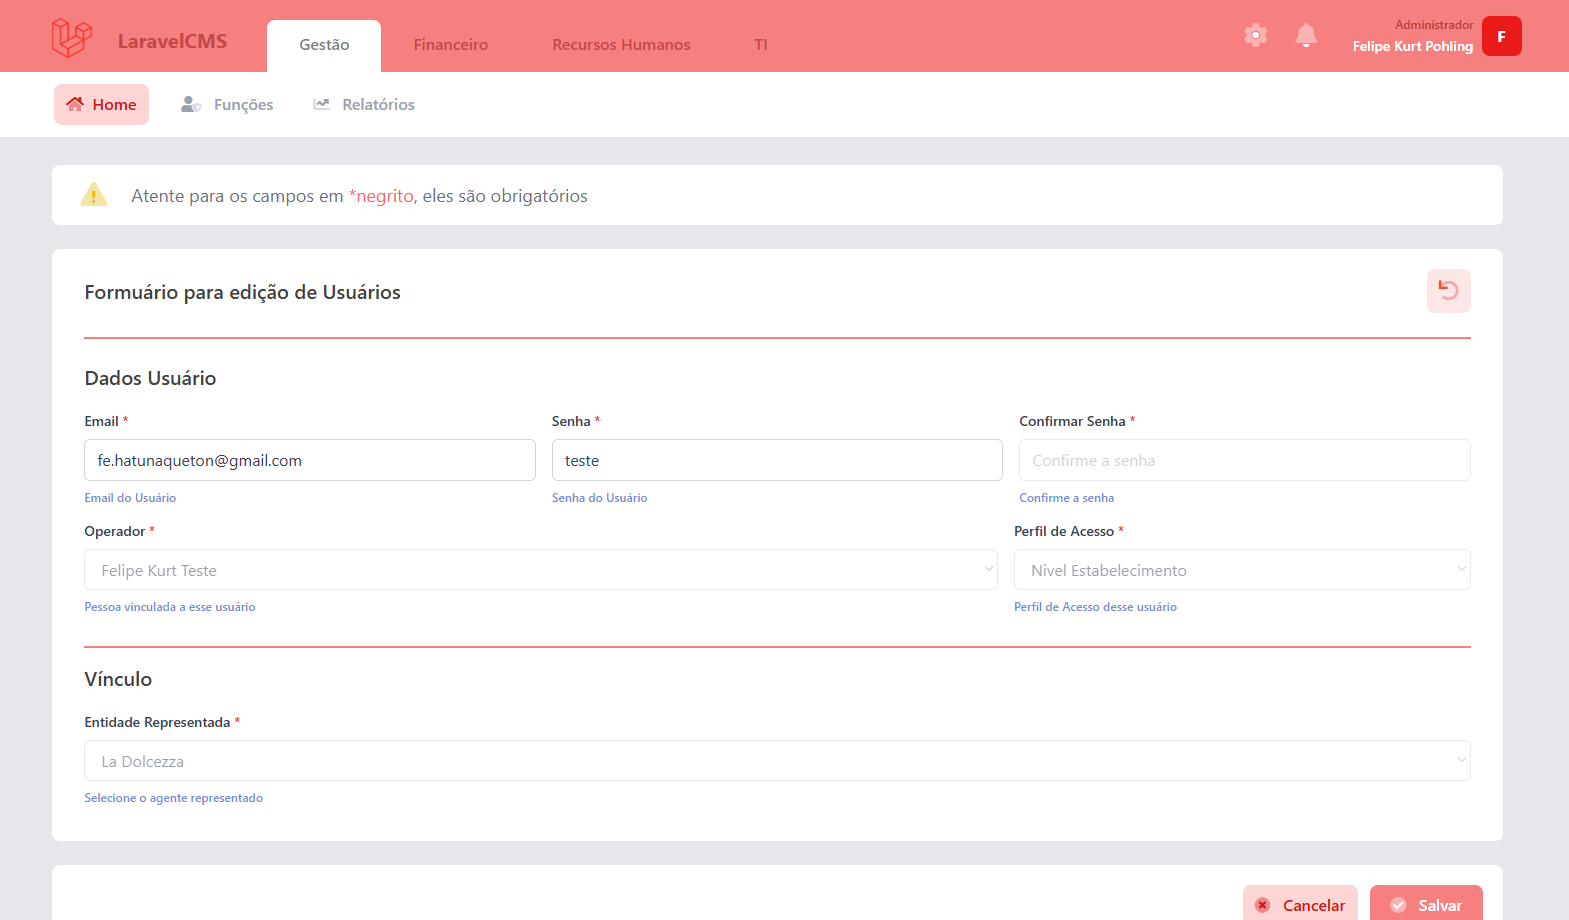 LaravelCMS
Gestão
Financeiro
Recursos Humanos
TI
Administrador
Felipe Kurt Pohling
F
Home
Funções
Relatórios
Atente para os campos em *negrito, eles são obrigatórios
Formuário para edição de Usuários
Dados Usuário
Email *
Senha *
Confirmar Senha *
fe.hatunaqueton@gmail.com
teste
Confirme a senha
Email do Usuário
Senha do Usuário
Confirme a senha
Operador *
Perfil de Acesso *
Felipe Kurt Teste
Nivel Estabelecimento
Pessoa vinculada a esse usuário
Perfil de Acesso desse usuário
Vínculo
Entidade Representada *
La Dolcezza
Selecione o agente representado
Cancelar
Salvar